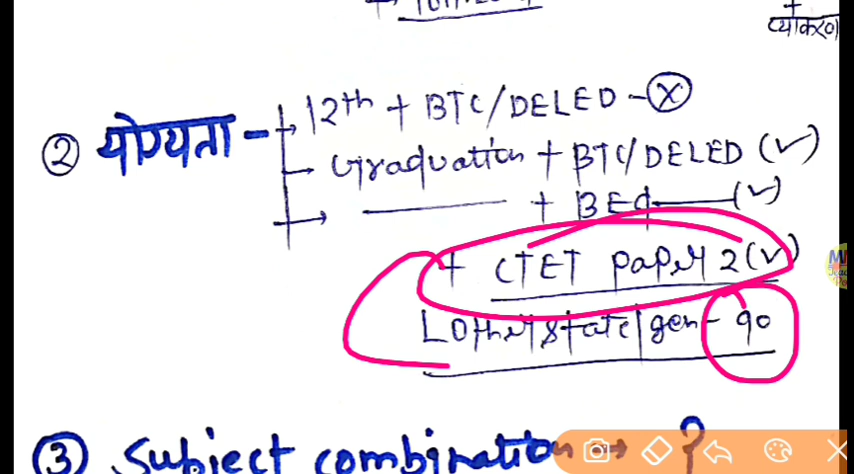 +
व्याकरण
② योग्यता - → 12th + BTC/DELED - ⓧ
→ Graduation + BTC/DELED (✓)
→ ——— + BEd —— (✓)
+ CTET Paper 2 (✓)
Other state/gen - 90
③ Subject combination → ?